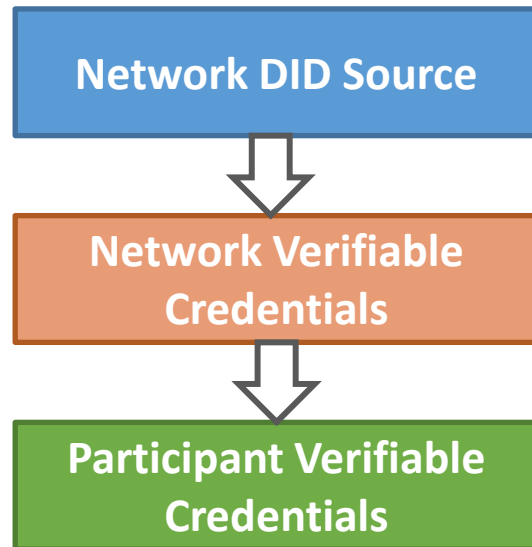 Network DID Source
Network Verifiable
Credentials
Participant Verifiable
Credentials